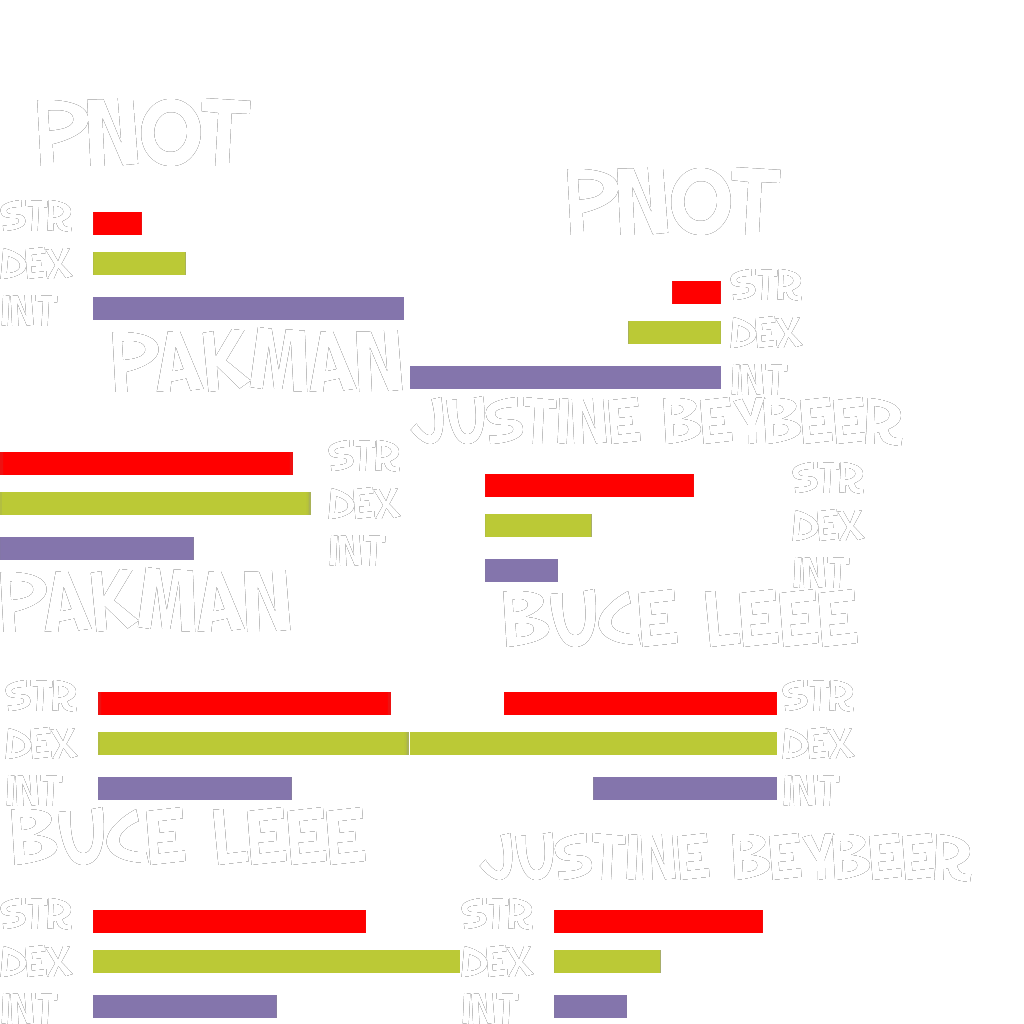 PNOT
STR
DEX
INT
PNOT
STR
DEX
INT
PAKMAN
STR
DEX
INT
JUSTINE BEYBEER
STR
DEX
INT
PAKMAN
STR
DEX
INT
BUCE LEEE
STR
DEX
INT
BUCE LEEE
STR
DEX
INT
JUSTINE BEYBEER
STR
DEX
INT